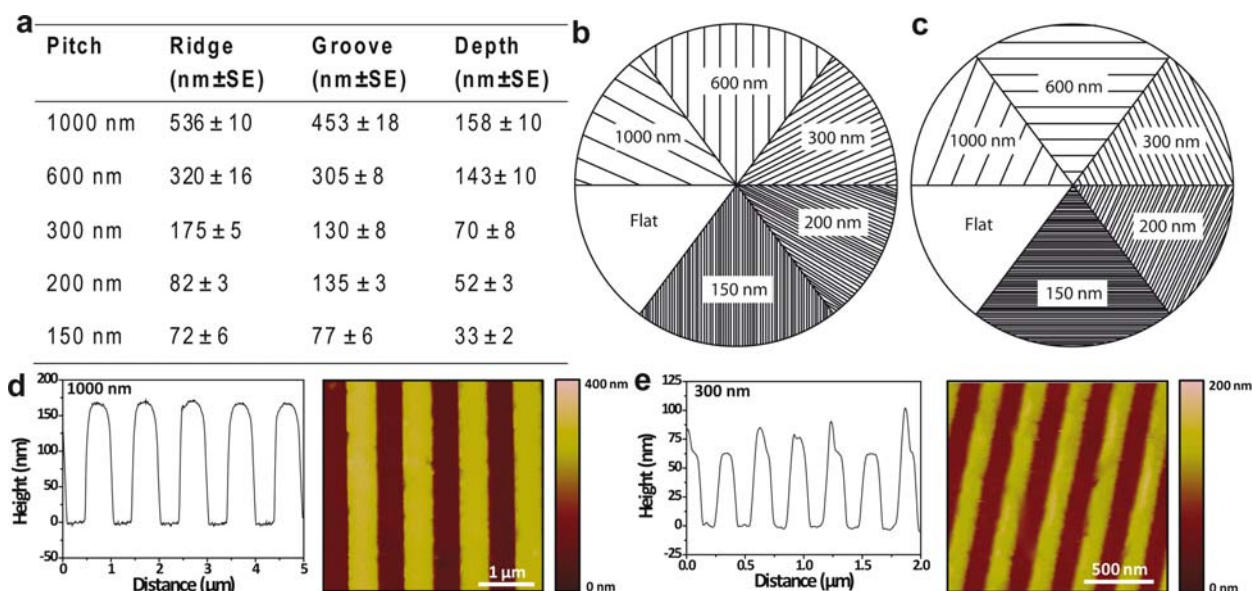 a
Pitch Ridge Groove Depth
(nm±SE) (nm±SE) (nm±SE)
1000 nm 536 ± 10 453 ± 18 158 ± 10
600 nm 320 ± 16 305 ± 8 143± 10
300 nm 175 ± 5 130 ± 8 70 ± 8
200 nm 82 ± 3 135 ± 3 52 ± 3
150 nm 72 ± 6 77 ± 6 33 ± 2
b
600 nm
1000 nm
300 nm
Flat
200 nm
150 nm
c
600 nm
1000 nm
300 nm
Flat
200 nm
150 nm
d
1000 nm
Height (nm)
200
150
100
50
0
-50
0 1 2 3 4 5
Distance (μm)
1 μm
400 nm
0 nm
e
300 nm
Height (nm)
125
100
75
50
25
0
-25
0.0 0.5 1.0 1.5 2.0
Distance (μm)
500 nm
200 nm
0 nm